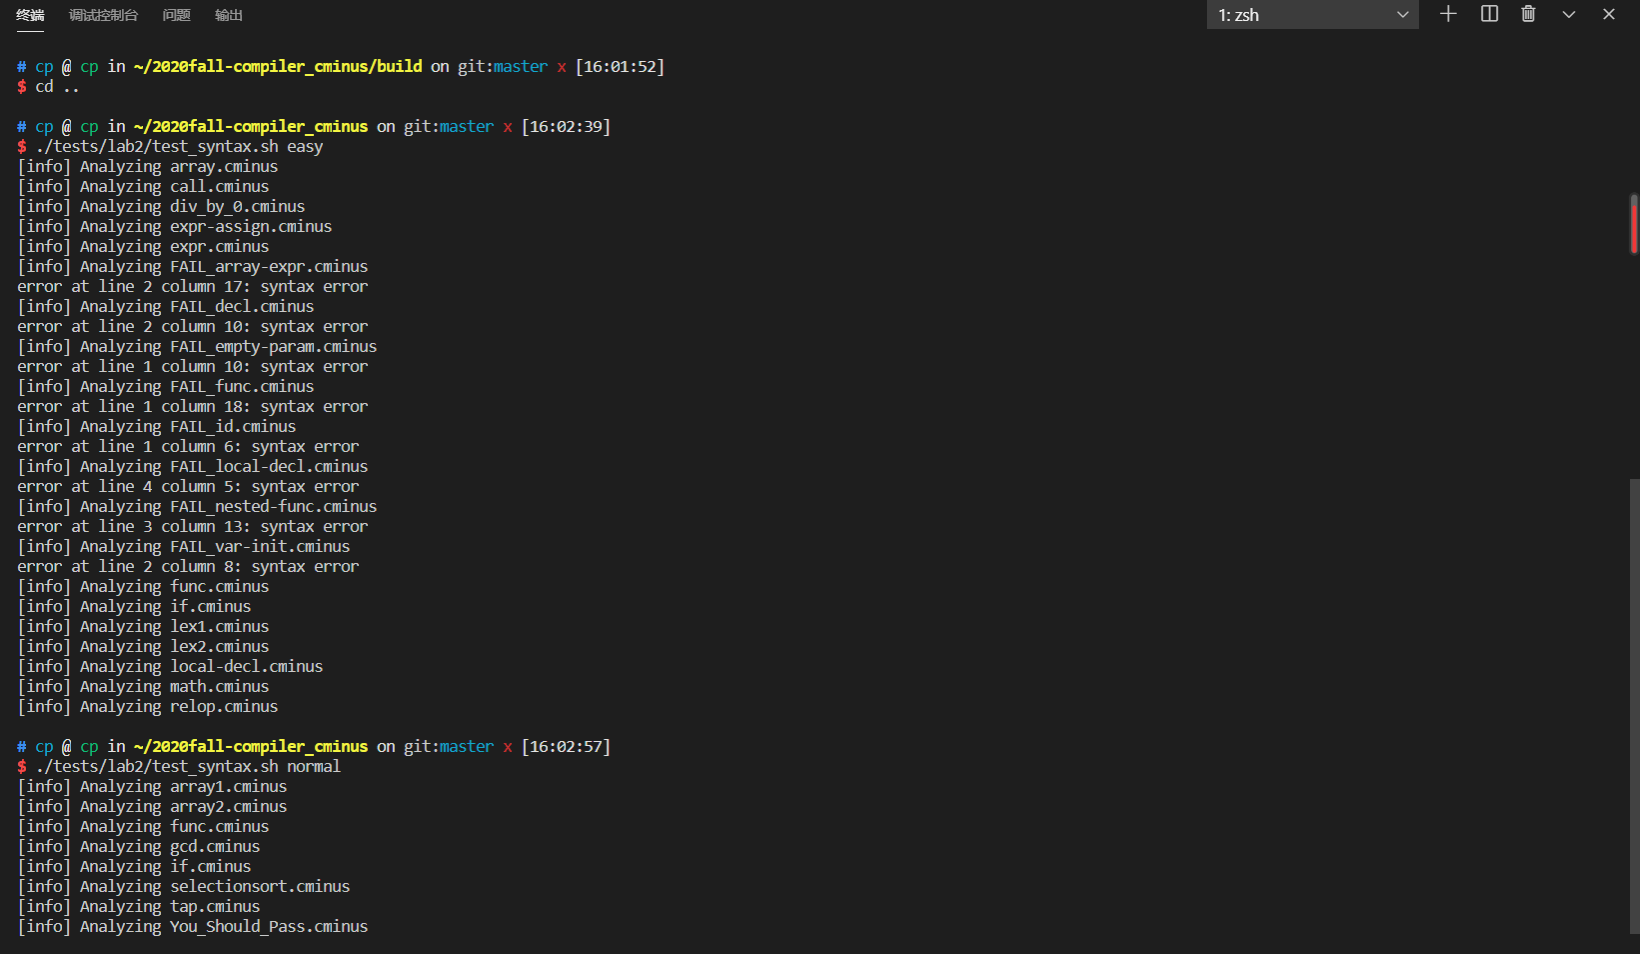 终端 调试控制台 问题 输出 1: zsh
# cp @ cp in ~/2020fall-compiler_cminus/build on git:master x [16:01:52]
$ cd ..
# cp @ cp in ~/2020fall-compiler_cminus on git:master x [16:02:39]
$ ./tests/lab2/test_syntax.sh easy
[info] Analyzing array.cminus
[info] Analyzing call.cminus
[info] Analyzing div_by_0.cminus
[info] Analyzing expr-assign.cminus
[info] Analyzing expr.cminus
[info] Analyzing FAIL_array-expr.cminus
error at line 2 column 17: syntax error
[info] Analyzing FAIL_decl.cminus
error at line 2 column 10: syntax error
[info] Analyzing FAIL_empty-param.cminus
error at line 1 column 10: syntax error
[info] Analyzing FAIL_func.cminus
error at line 1 column 18: syntax error
[info] Analyzing FAIL_id.cminus
error at line 1 column 6: syntax error
[info] Analyzing FAIL_local-decl.cminus
error at line 4 column 5: syntax error
[info] Analyzing FAIL_nested-func.cminus
error at line 3 column 13: syntax error
[info] Analyzing FAIL_var-init.cminus
error at line 2 column 8: syntax error
[info] Analyzing func.cminus
[info] Analyzing if.cminus
[info] Analyzing lex1.cminus
[info] Analyzing lex2.cminus
[info] Analyzing local-decl.cminus
[info] Analyzing math.cminus
[info] Analyzing relop.cminus
# cp @ cp in ~/2020fall-compiler_cminus on git:master x [16:02:57]
$ ./tests/lab2/test_syntax.sh normal
[info] Analyzing array1.cminus
[info] Analyzing array2.cminus
[info] Analyzing func.cminus
[info] Analyzing gcd.cminus
[info] Analyzing if.cminus
[info] Analyzing selectionsort.cminus
[info] Analyzing tap.cminus
[info] Analyzing You_Should_Pass.cminus